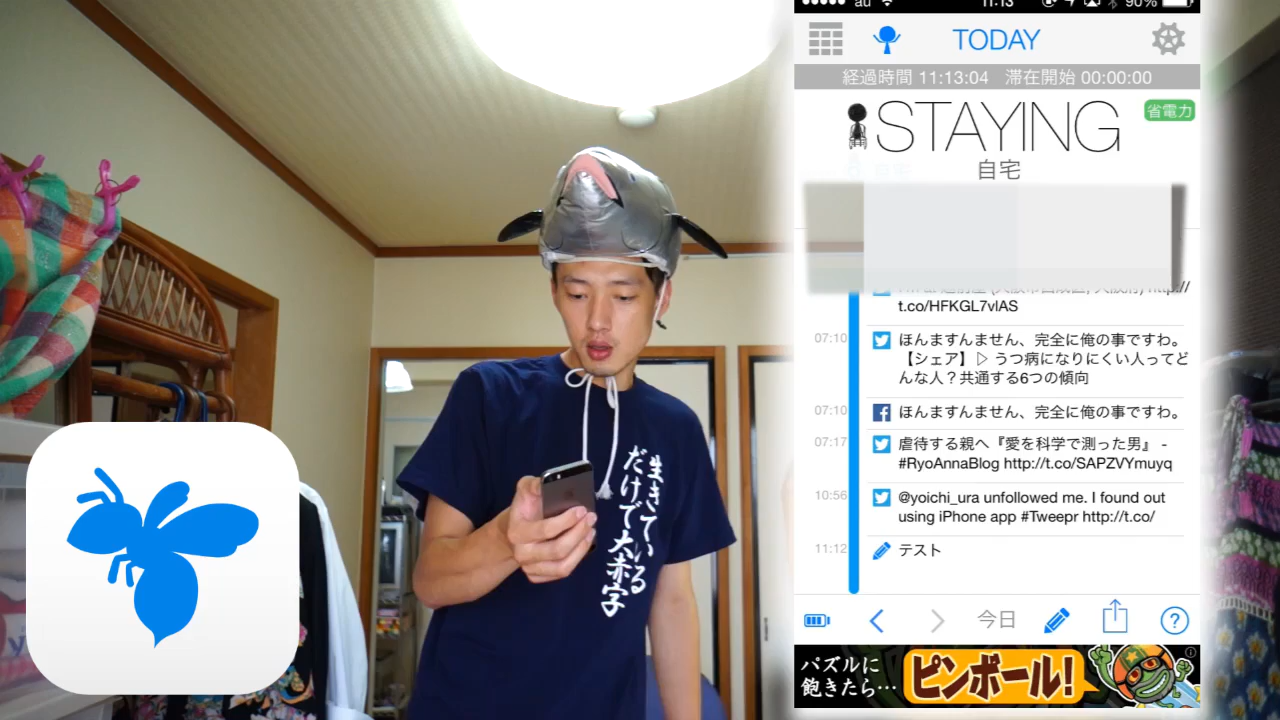 生きている
だけで大赤字
au 11:13 90%
TODAY
経過時間 11:13:04 滞在開始 00:00:00
STAYING
省電力
自宅
t.co/HFKGL7vlAS
07:10 ほんますんません、完全に俺の事ですわ。
【シェア】▷ うつ病になりにくい人ってど
んな人？共通する6つの傾向
07:10 ほんますんません、完全に俺の事ですわ。
07:17 虐待する親へ『愛を科学で測った男』 -
#RyoAnnaBlog http://t.co/SAPZVYmuyq
10:56 @yoichi_ura unfollowed me. I found out
using iPhone app #Tweepr http://t.co/
11:12 テスト
今日
パズルに
飽きたら…
ピンボール!